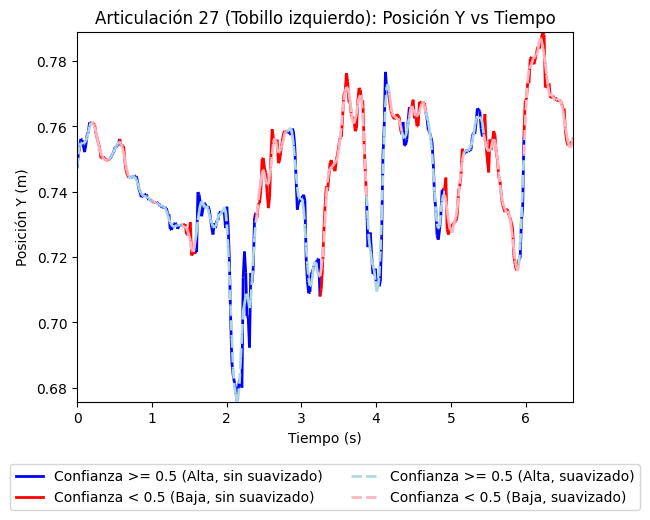 Articulación 27 (Tobillo izquierdo): Posición Y vs Tiempo
0.78
0.76
0.74
0.72
0.70
0.68
Posición Y (m)
0 1 2 3 4 5 6
Tiempo (s)
Confianza >= 0.5 (Alta, sin suavizado)
Confianza < 0.5 (Baja, sin suavizado)
Confianza >= 0.5 (Alta, suavizado)
Confianza < 0.5 (Baja, suavizado)